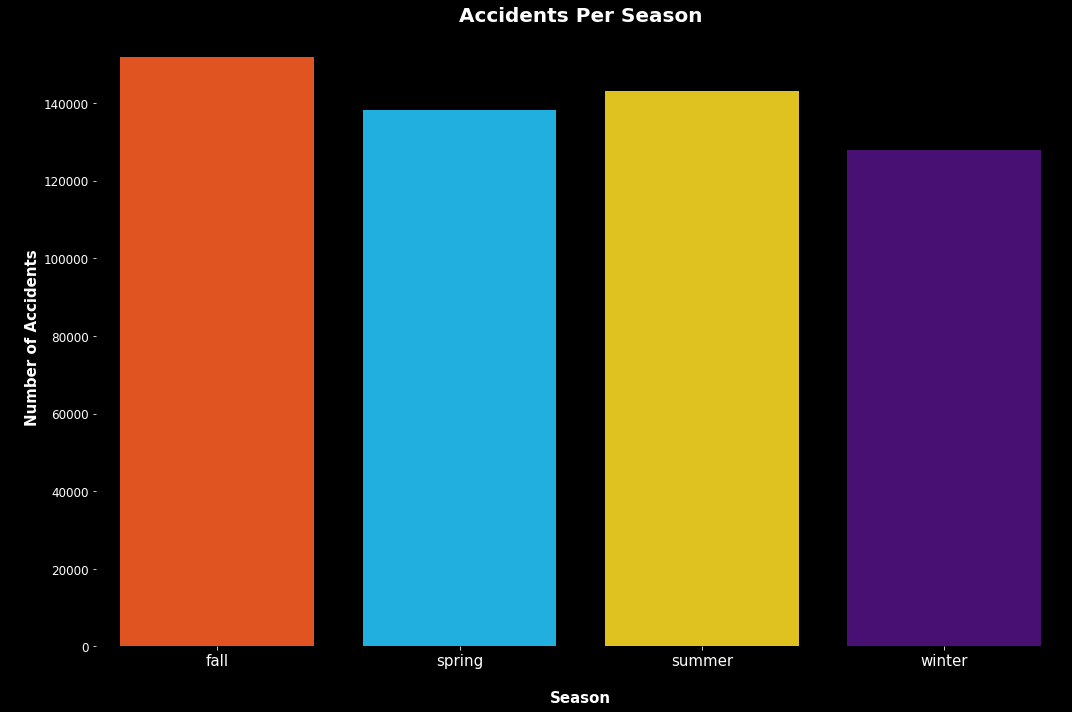 Accidents Per Season
Number of Accidents
140000
120000
100000
80000
60000
40000
20000
0
fall
spring
summer
winter
Season